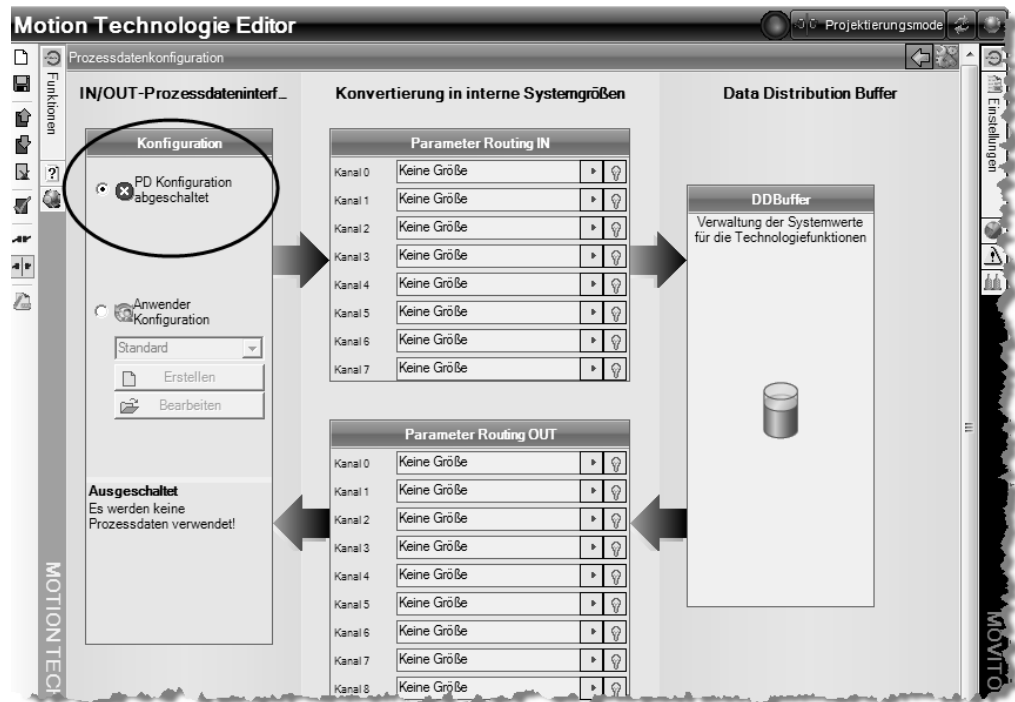 Motion Technologie Editor
Projektierungsmode
Prozessdatenkonfiguration
Funktionen
Einstellungen
IN/OUT-Prozessdateninterf...
Konvertierung in interne Systemgrößen
Data Distribution Buffer
Konfiguration
PD Konfiguration
abgeschaltet
Anwender
Konfiguration
Standard
Erstellen
Bearbeiten
Ausgeschaltet
Es werden keine
Prozessdaten verwendet!
Parameter Routing IN
Kanal 0 Keine Größe
Kanal 1 Keine Größe
Kanal 2 Keine Größe
Kanal 3 Keine Größe
Kanal 4 Keine Größe
Kanal 5 Keine Größe
Kanal 6 Keine Größe
Kanal 7 Keine Größe
Parameter Routing OUT
Kanal 0 Keine Größe
Kanal 1 Keine Größe
Kanal 2 Keine Größe
Kanal 3 Keine Größe
Kanal 4 Keine Größe
Kanal 5 Keine Größe
Kanal 6 Keine Größe
Kanal 7 Keine Größe
Kanal 8 Keine Größe
DDBuffer
Verwaltung der Systemwerte
für die Technologiefunktionen
MOTION TECH
MOVITO